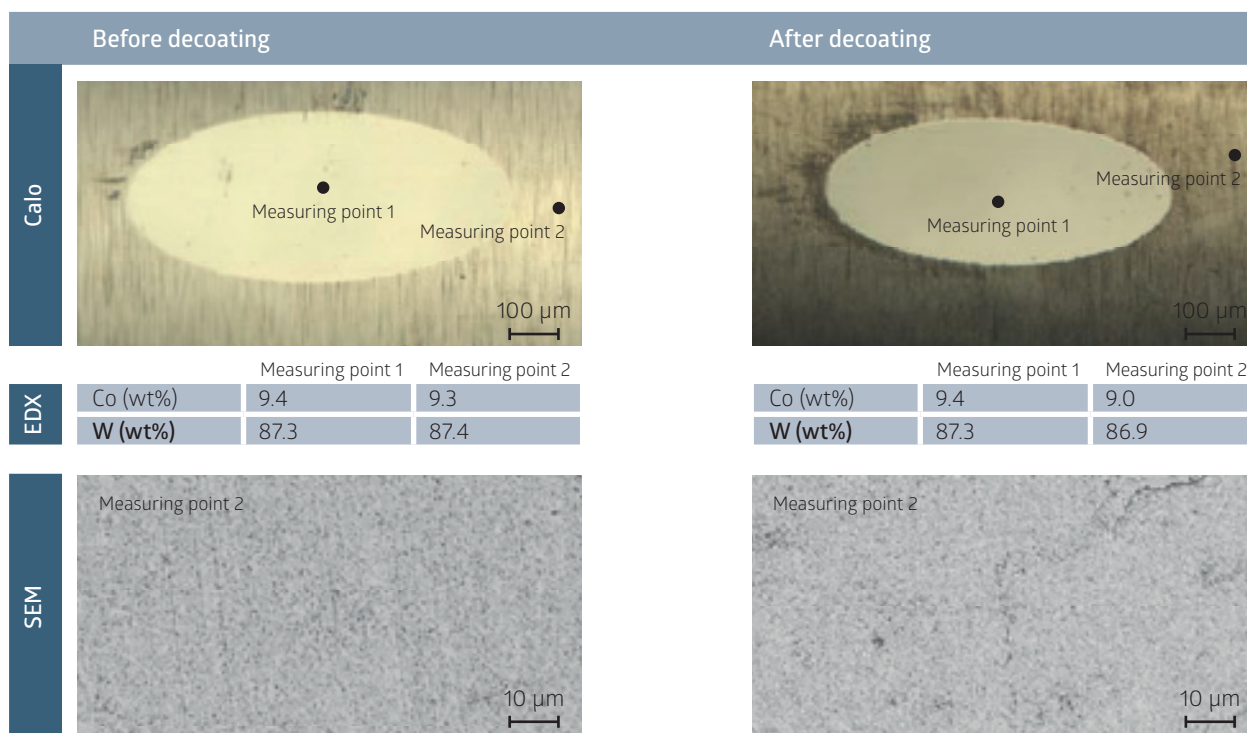 Before decoating
After decoating
Calo
Measuring point 1
Measuring point 2
100 µm
Measuring point 2
Measuring point 1
100 µm
EDX
Measuring point 1 Measuring point 2
Co (wt%) 9.4 9.3
W (wt%) 87.3 87.4
Measuring point 1 Measuring point 2
Co (wt%) 9.4 9.0
W (wt%) 87.3 86.9
SEM
Measuring point 2
10 µm
Measuring point 2
10 µm